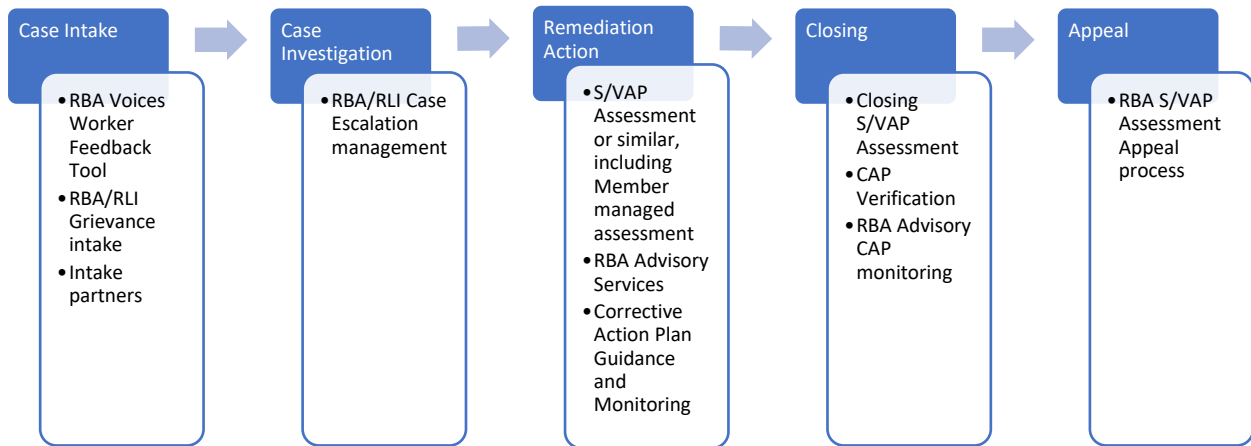 Case Intake
•RBA Voices
Worker
Feedback
Tool
•RBA/RLI
Grievance
intake
•Intake
partners
Case
Investigation
•RBA/RLI Case
Escalation
management
Remediation
Action
•S/VAP
Assessment
or similar,
including
Member
managed
assessment
•RBA Advisory
Services
•Corrective
Action Plan
Guidance
and
Monitoring
Closing
•Closing
S/VAP
Assessment
•CAP
Verification
•RBA Advisory
CAP
monitoring
Appeal
•RBA S/VAP
Assessment
Appeal
process